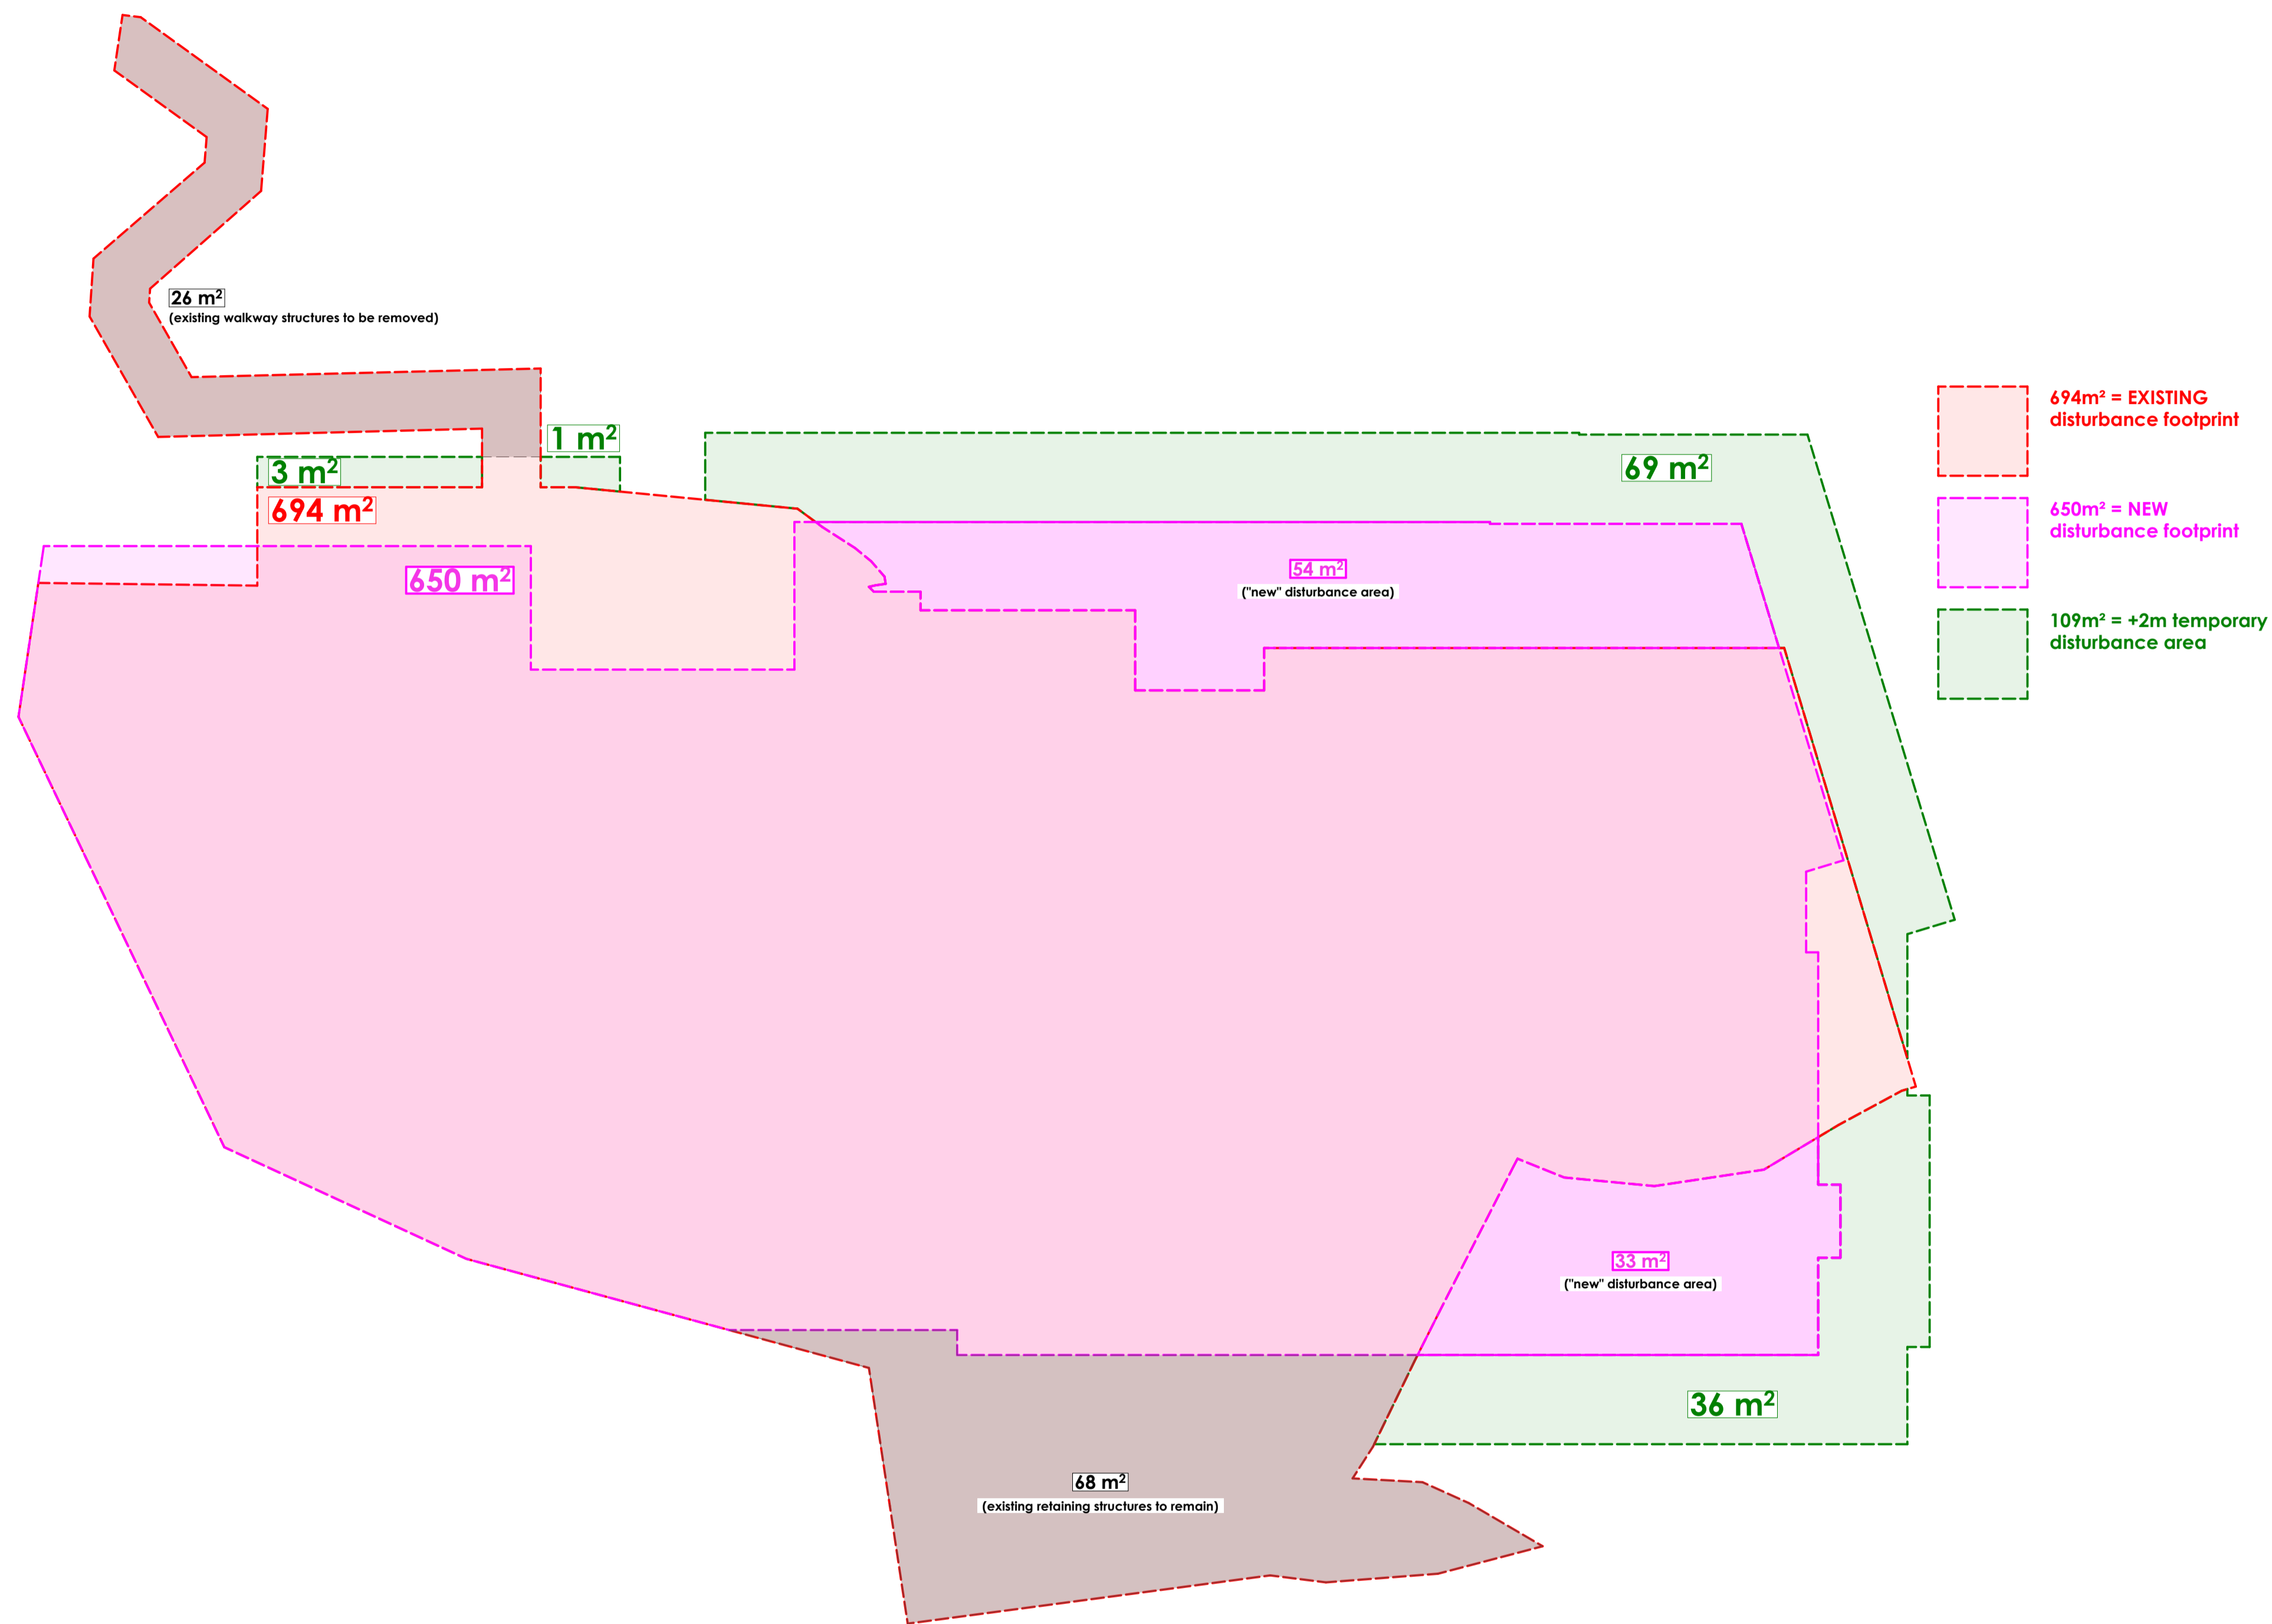 26 m²
(existing walkway structures to be removed)
1 m²
3 m²
694 m²
69 m²
650 m²
54 m²
("new" disturbance area)
694m² = EXISTING
disturbance footprint
650m² = NEW
disturbance footprint
109m² = +2m temporary
disturbance area
33 m²
("new" disturbance area)
36 m²
68 m²
(existing retaining structures to remain)